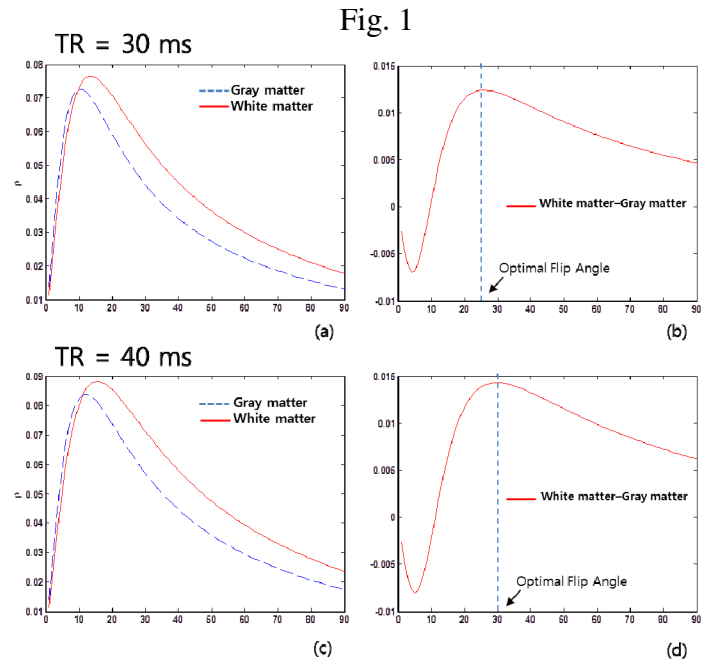 Fig. 1
TR = 30 ms
0.08
0.07
0.06
0.05
0.04
0.03
0.02
0.01
ρ
0 10 20 30 40 50 60 70 80 90
Gray matter
White matter
(a)
0.015
0.01
0.005
0
-0.005
-0.01
0 10 20 30 40 50 60 70 80 90
White matter–Gray matter
Optimal Flip Angle
(b)
TR = 40 ms
0.09
0.08
0.07
0.06
0.05
0.04
0.03
0.02
0.01
ρ
0 10 20 30 40 50 60 70 80 90
Gray matter
White matter
(c)
0.015
0.01
0.005
0
-0.005
-0.01
0 10 20 30 40 50 60 70 80 90
White matter–Gray matter
Optimal Flip Angle
(d)